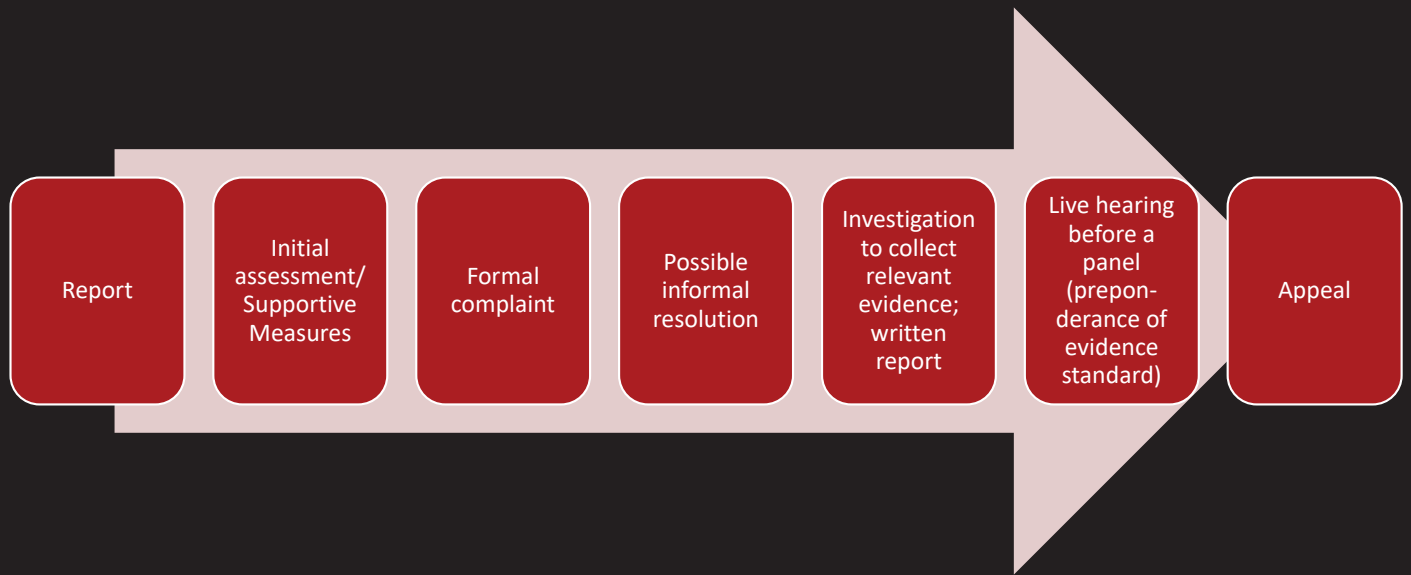 Report
Initial
assessment/
Supportive
Measures
Formal
complaint
Possible
informal
resolution
Investigation
to collect
relevant
evidence;
written
report
Live hearing
before a
panel
(prepon-
derance of
evidence
standard)
Appeal